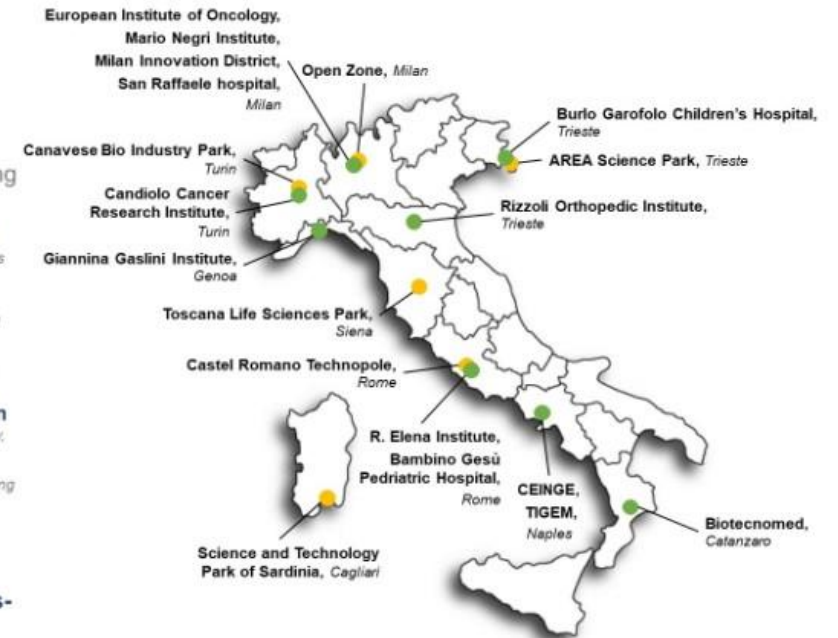 European Institute of Oncology,
Mario Negri Institute,
Milan Innovation District,
San Raffaele hospital,
Milan
Open Zone, Milan
Burlo Garofolo Children's Hospital,
Trieste
AREA Science Park, Trieste
Canavese Bio Industry Park,
Turin
Candiolo Cancer
Research Institute,
Turin
Rizzoli Orthopedic Institute,
Trieste
Giannina Gaslini Institute,
Genoa
Toscana Life Sciences Park,
Siena
Castel Romano Technopole,
Rome
R. Elena Institute,
Bambino Gesù
Pedriatric Hospital,
Rome
CEINGE,
TIGEM,
Naples
Biotecnomed,
Catanzaro
Science and Technology
Park of Sardinia, Cagliari